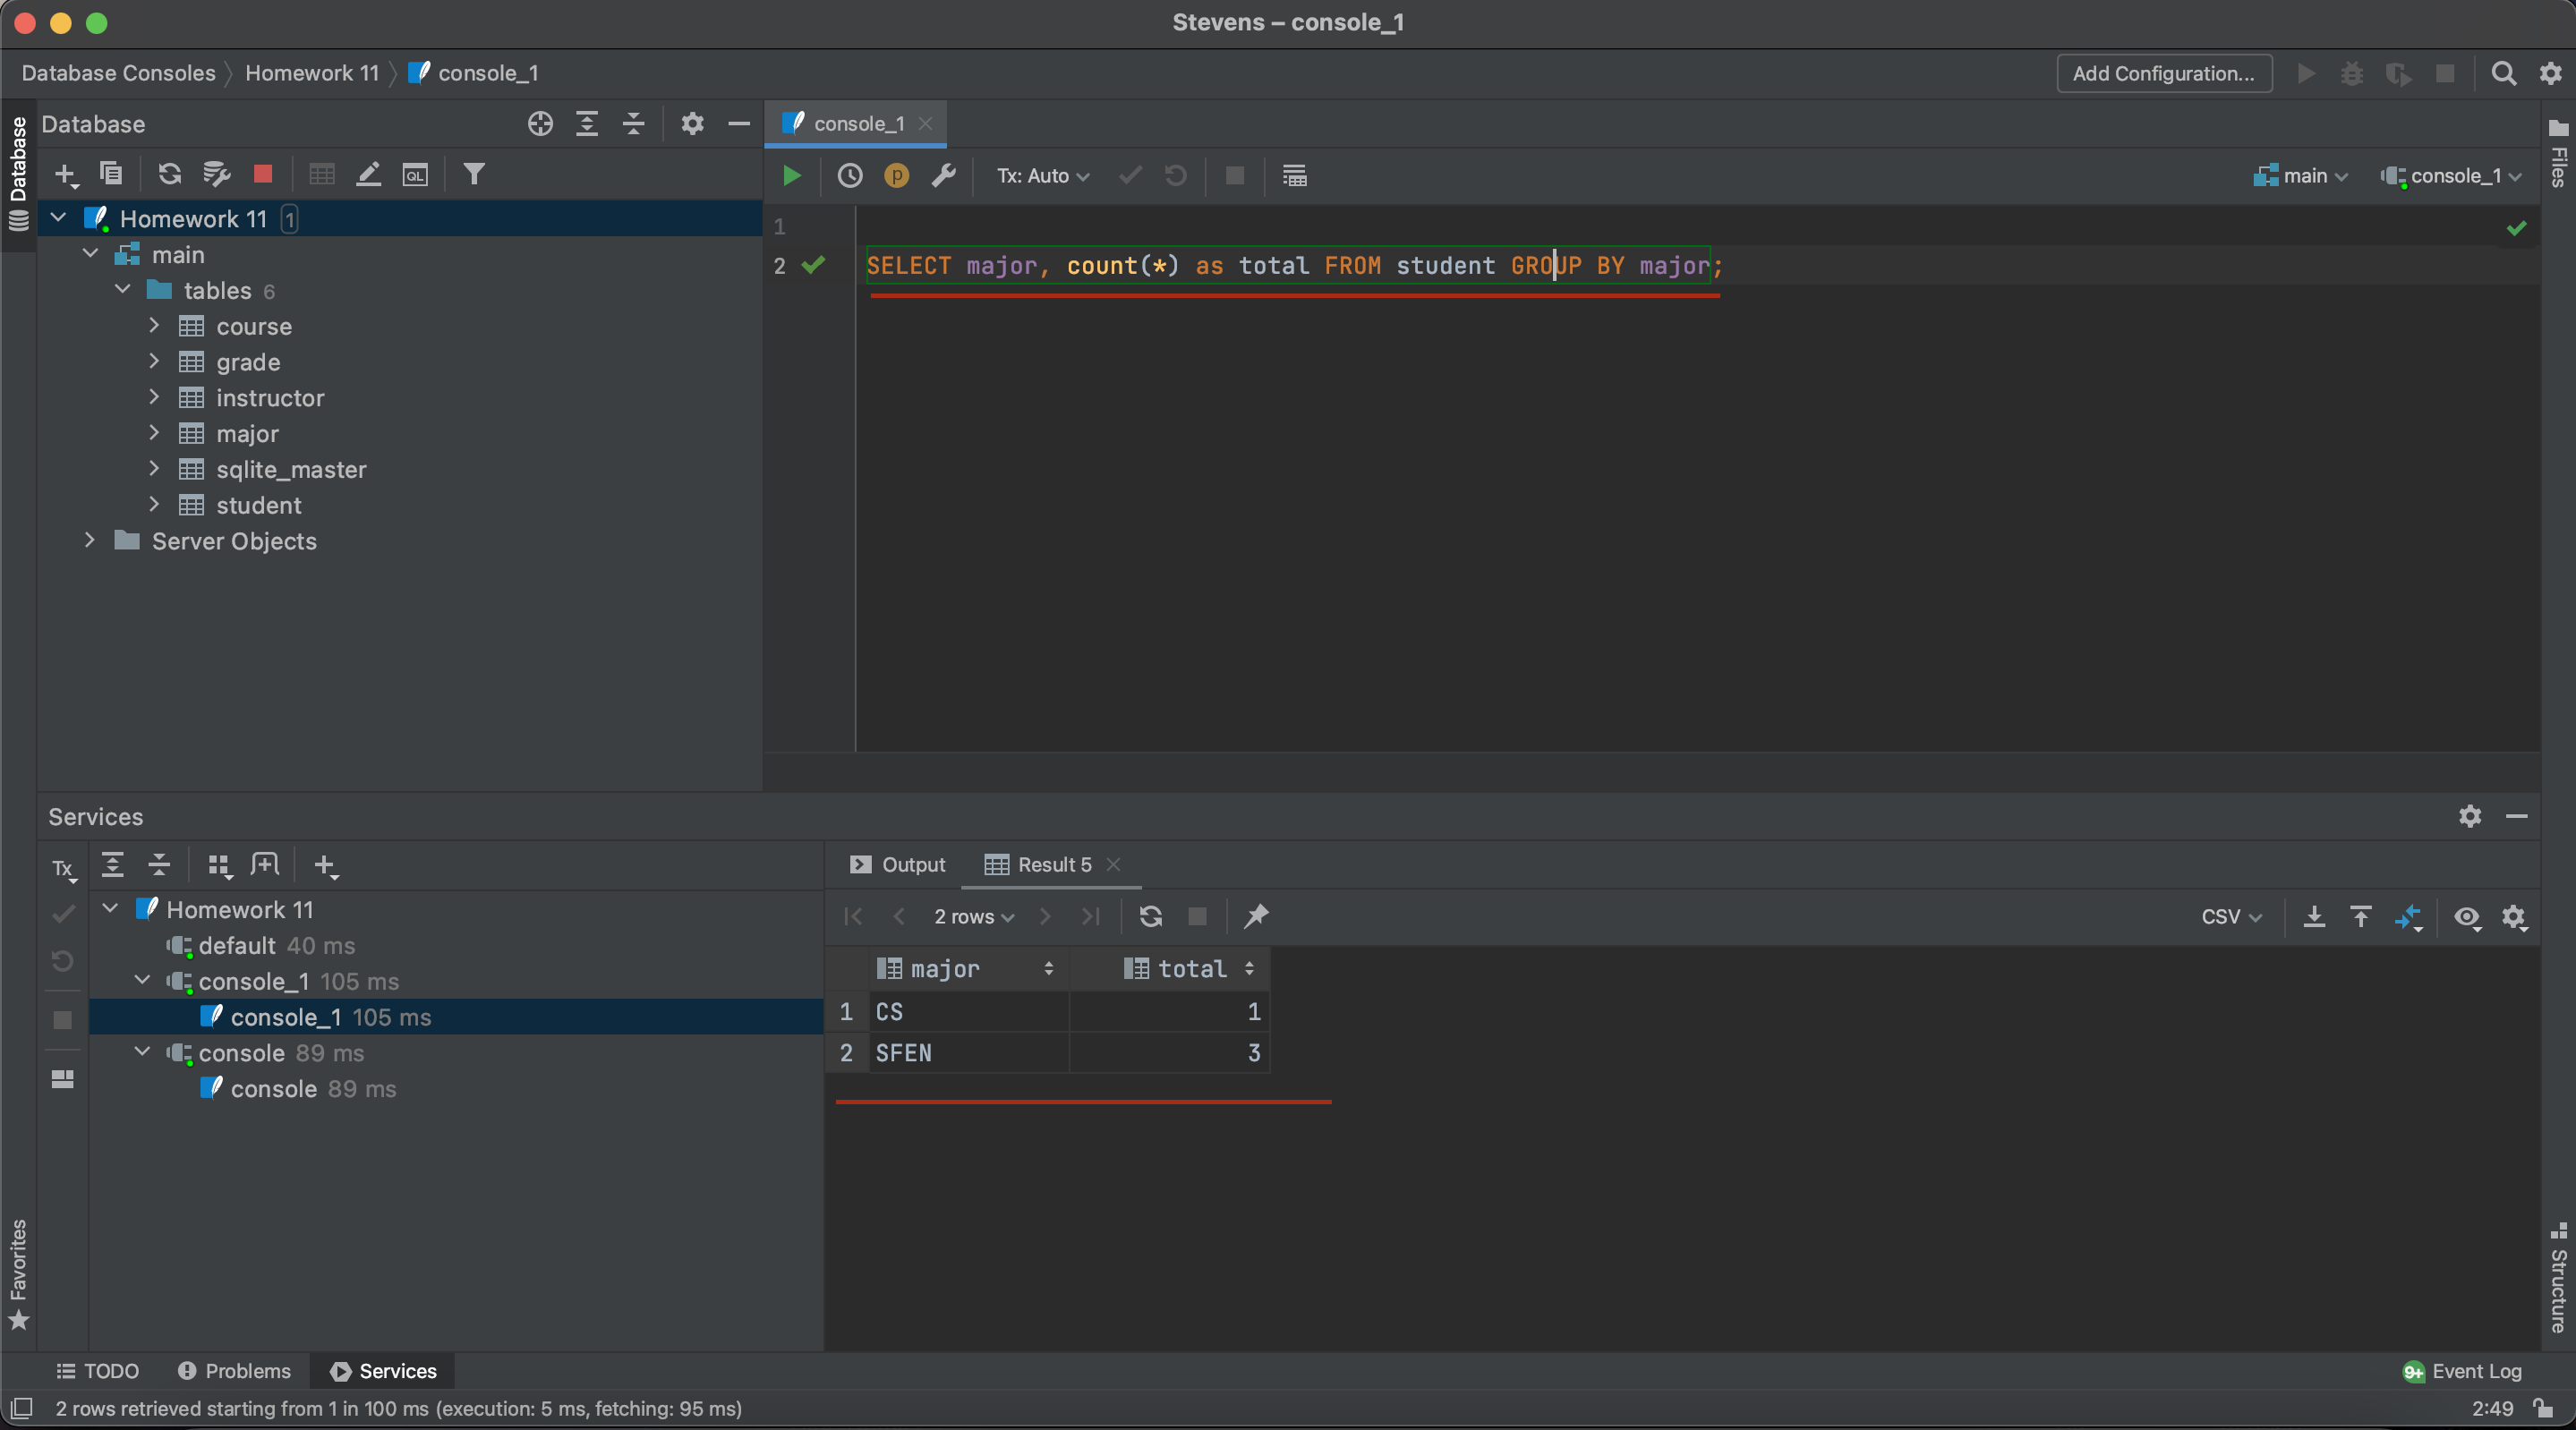 Stevens – console_1
Database Consoles Homework 11 console_1
Add Configuration...
Database
Database
Homework 11 1
main
tables 6
course
grade
instructor
major
sqlite_master
student
Server Objects
console_1
Tx: Auto
main console_1
1
2 SELECT major, count(*) as total FROM student GROUP BY major;
Files
Services
Tx
Homework 11
default 40 ms
console_1 105 ms
console_1 105 ms
console 89 ms
console 89 ms
Output Result 5
2 rows
CSV
major total
1 CS 1
2 SFEN 3
Favorites
Structure
TODO Problems Services
9+ Event Log
2 rows retrieved starting from 1 in 100 ms (execution: 5 ms, fetching: 95 ms)
2:49